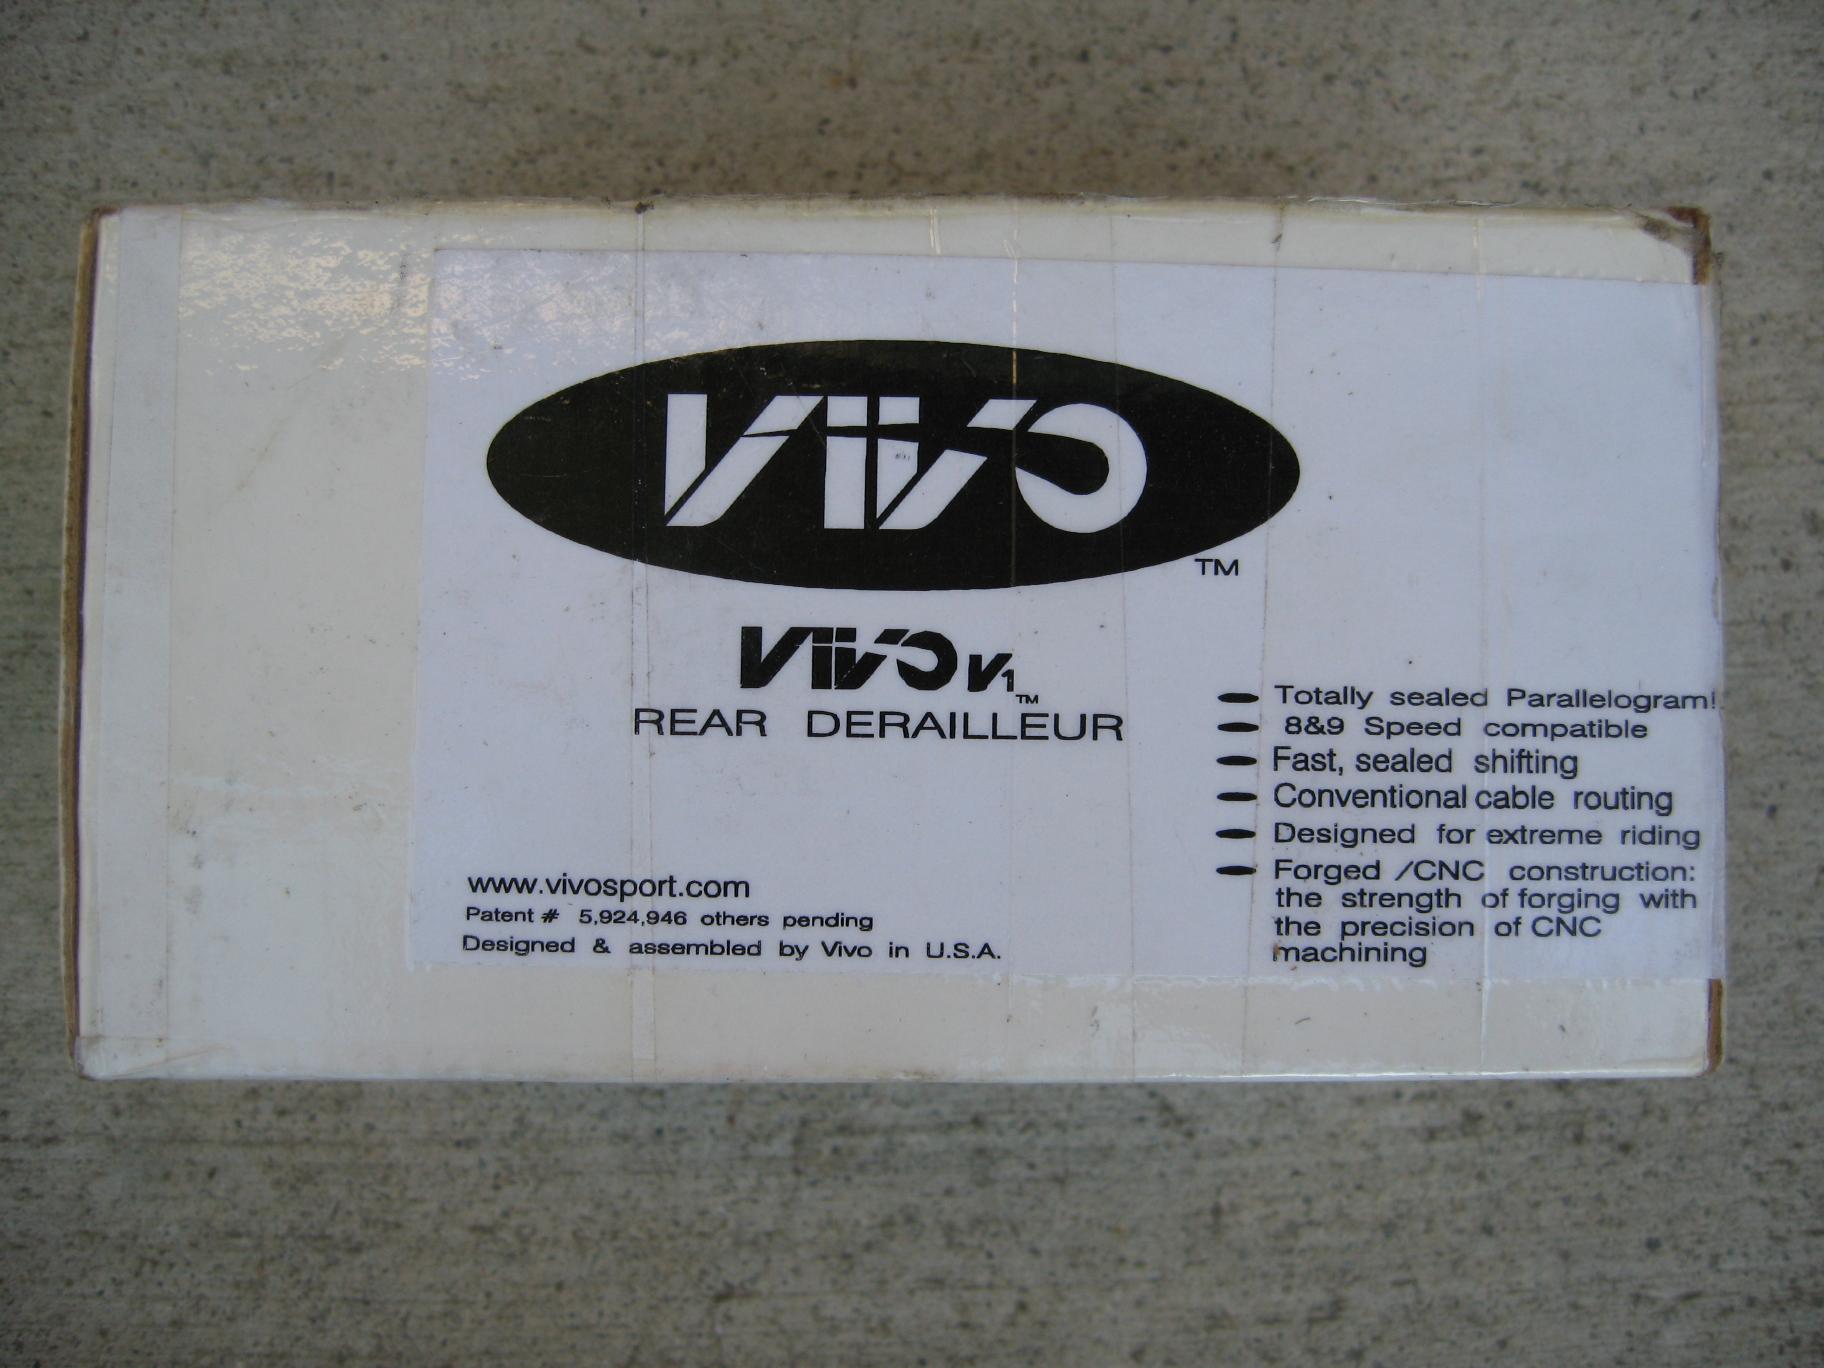 VIVO
TM
VIVO V1 TM
REAR DERAILLEUR
Totally sealed Parallelogram!
8&9 Speed compatible
Fast, sealed shifting
Conventional cable routing
Designed for extreme riding
Forged /CNC construction:
the strength of forging with
the precision of CNC
machining
www.vivosport.com
Patent # 5,924,946 others pending
Designed & assembled by Vivo in U.S.A.